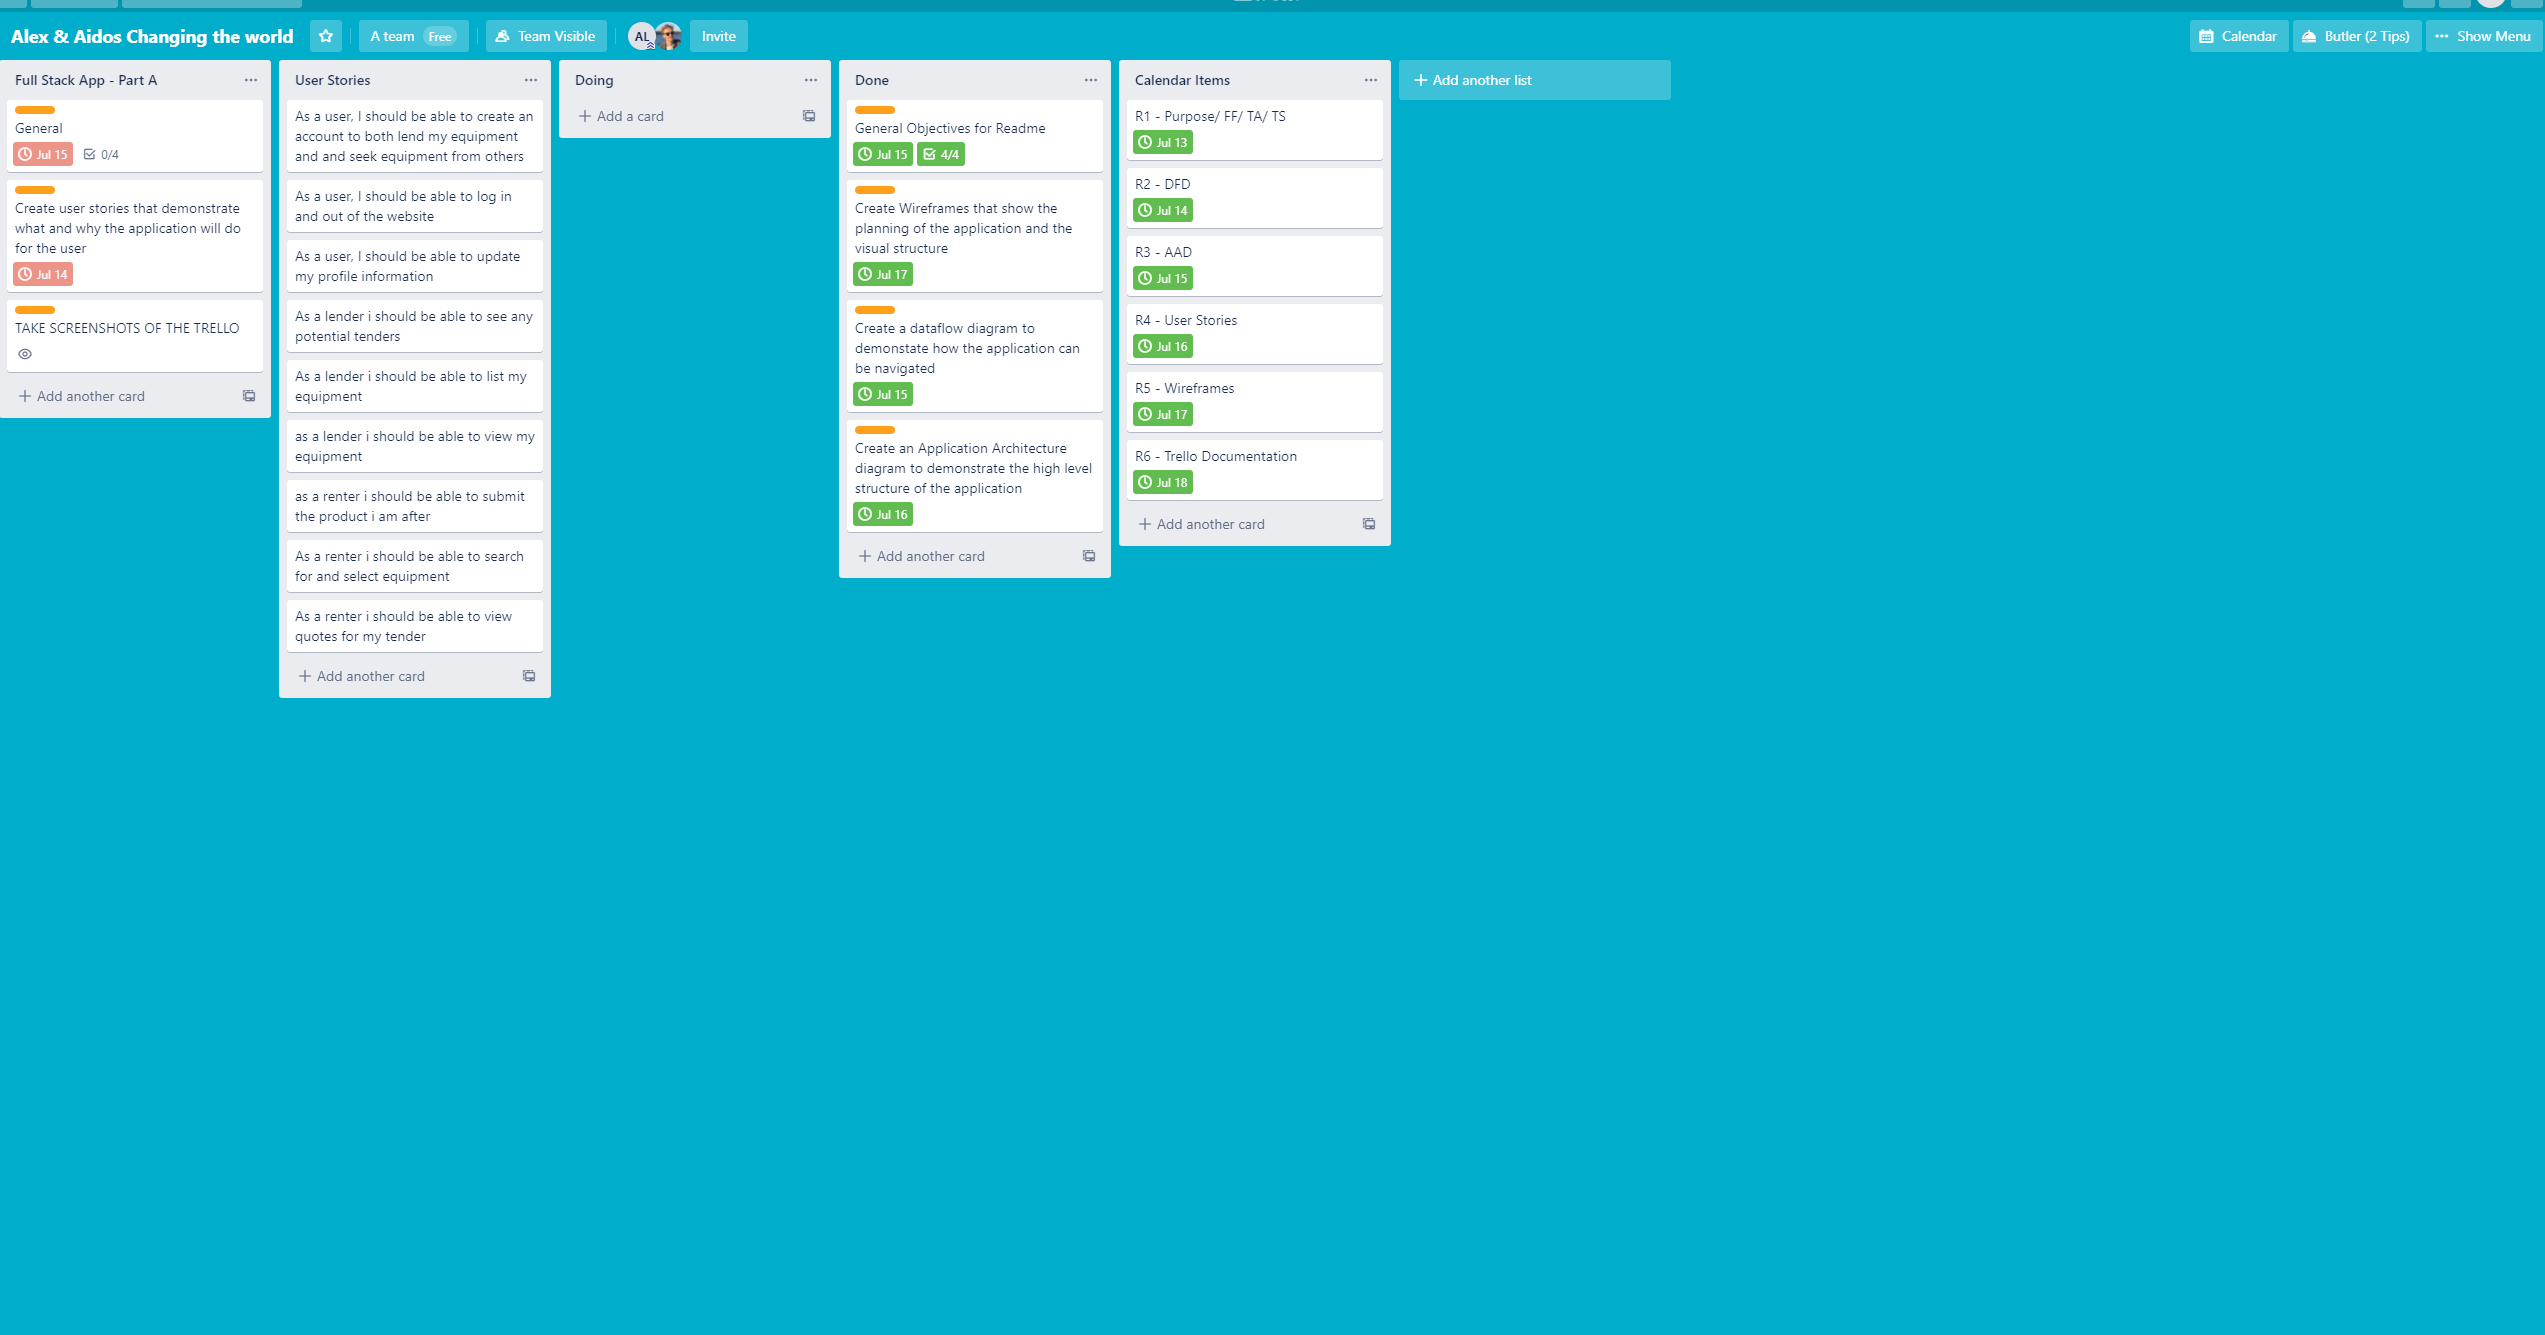 Alex & Aidos Changing the world
A team Free
Team Visible
AL
Invite
Calendar
Butler (2 Tips)
Show Menu
Full Stack App - Part A
General
Jul 15 0/4
Create user stories that demonstrate
what and why the application will do
for the user
Jul 14
TAKE SCREENSHOTS OF THE TRELLO
Add another card
User Stories
As a user, I should be able to create an
account to both lend my equipment
and and seek equipment from others
As a user, I should be able to log in
and out of the website
As a user, I should be able to update
my profile information
As a lender i should be able to see any
potential tenders
As a lender i should be able to list my
equipment
as a lender i should be able to view my
equipment
as a renter i should be able to submit
the product i am after
As a renter i should be able to search
for and select equipment
As a renter i should be able to view
quotes for my tender
Add another card
Doing
Add a card
Done
General Objectives for Readme
Jul 15 4/4
Create Wireframes that show the
planning of the application and the
visual structure
Jul 17
Create a dataflow diagram to
demonstate how the application can
be navigated
Jul 15
Create an Application Architecture
diagram to demonstrate the high level
structure of the application
Jul 16
Add another card
Calendar Items
R1 - Purpose/ FF/ TA/ TS
Jul 13
R2 - DFD
Jul 14
R3 - AAD
Jul 15
R4 - User Stories
Jul 16
R5 - Wireframes
Jul 17
R6 - Trello Documentation
Jul 18
Add another card
Add another list